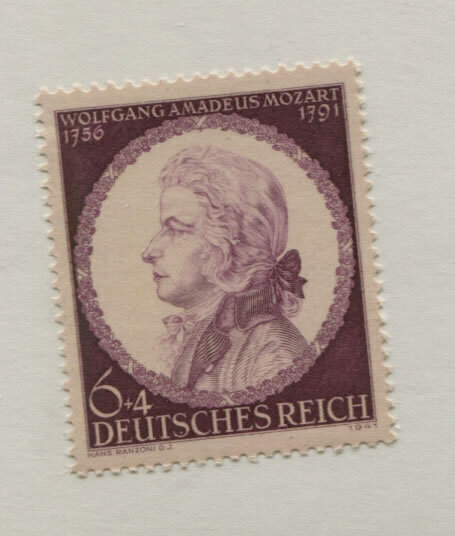 WOLFGANG AMADEUS MOZART
1756 1791
6+4
DEUTSCHES REICH
HANS RANZONI D.J. 1941